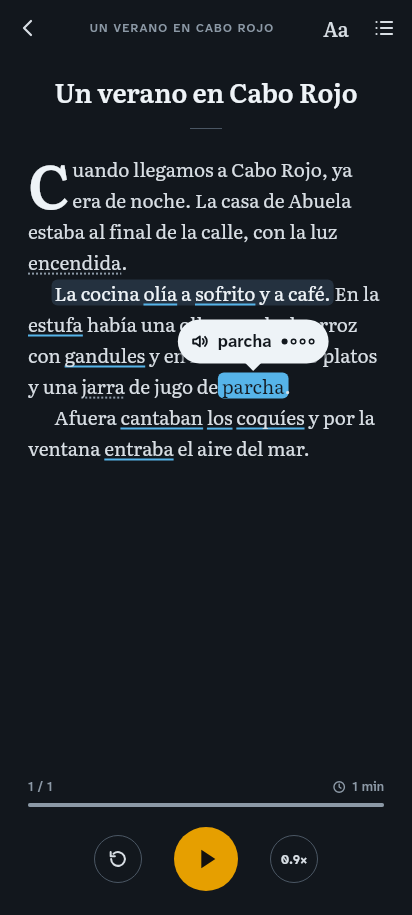 UN VERANO EN CABO ROJO
Aa
Un verano en Cabo Rojo
Cuando llegamos a Cabo Rojo, ya
era de noche. La casa de Abuela
estaba al final de la calle, con la luz
encendida.
La cocina olía a sofrito y a café. En la
estufa había una
parcha
con gandules y en platos
y una jarra de jugo de parcha.
Afuera cantaban los coquíes y por la
ventana entraba el aire del mar.
1 / 1
1 min
0.9×